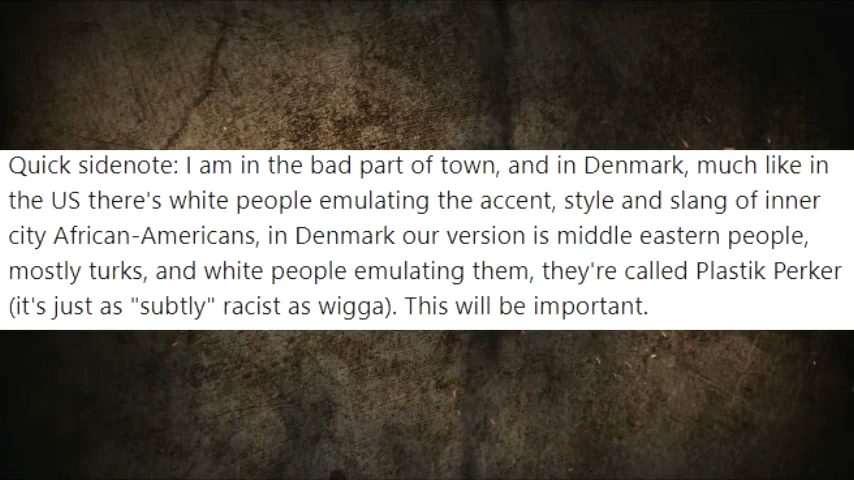 Quick sidenote: I am in the bad part of town, and in Denmark, much like in
the US there's white people emulating the accent, style and slang of inner
city African-Americans, in Denmark our version is middle eastern people,
mostly turks, and white people emulating them, they're called Plastik Perker
(it's just as "subtly" racist as wigga). This will be important.